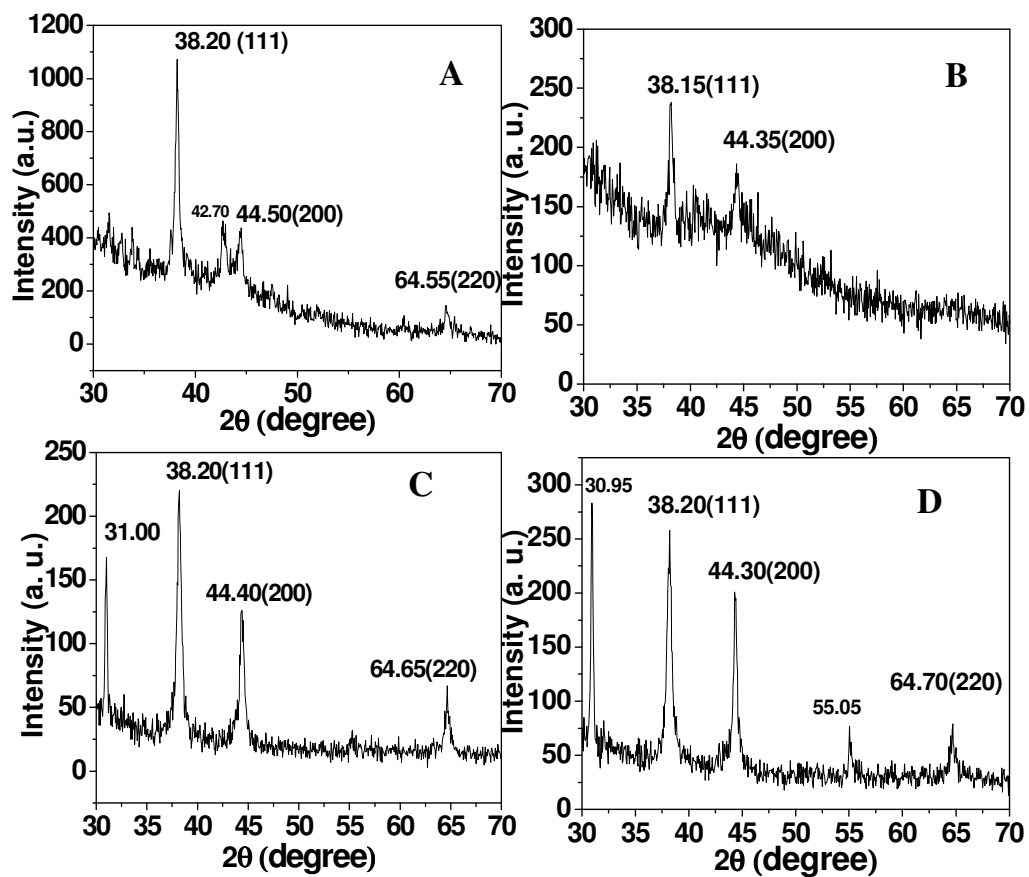 1200
1000
800
600
400
200
0
Intensity (a.u.)
38.20 (111)
A
42.70
44.50(200)
64.55(220)
30 40 50 60 70
2θ (degree)
300
250
200
150
100
50
0
Intensity (a. u.)
B
38.15(111)
44.35(200)
30 35 40 45 50 55 60 65 70
2θ (degree)
250
200
150
100
50
0
Intensity (a. u.)
38.20(111)
C
31.00
44.40(200)
64.65(220)
30 35 40 45 50 55 60 65 70
2θ (degree)
300
250
200
150
100
50
0
Intensity (a. u.)
30.95
38.20(111)
D
44.30(200)
55.05
64.70(220)
30 35 40 45 50 55 60 65 70
2θ (degree)